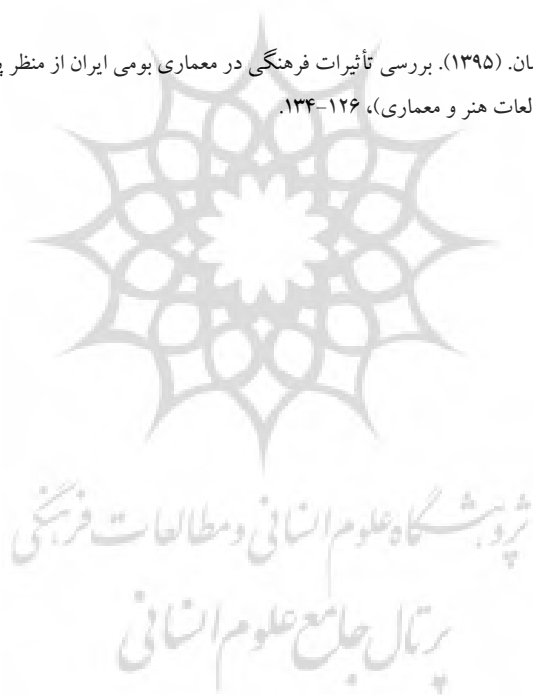 ان. (۱۳۹۵). بررسی تأثیرات فرهنگی در معماری بومی ایران از منظر
لعات هنر و معماری)، ۱۲۶-۱۳۴.
پژوهشگاه علوم انسانی و مطالعات فرهنگی
پرتال جامع علوم انسانی